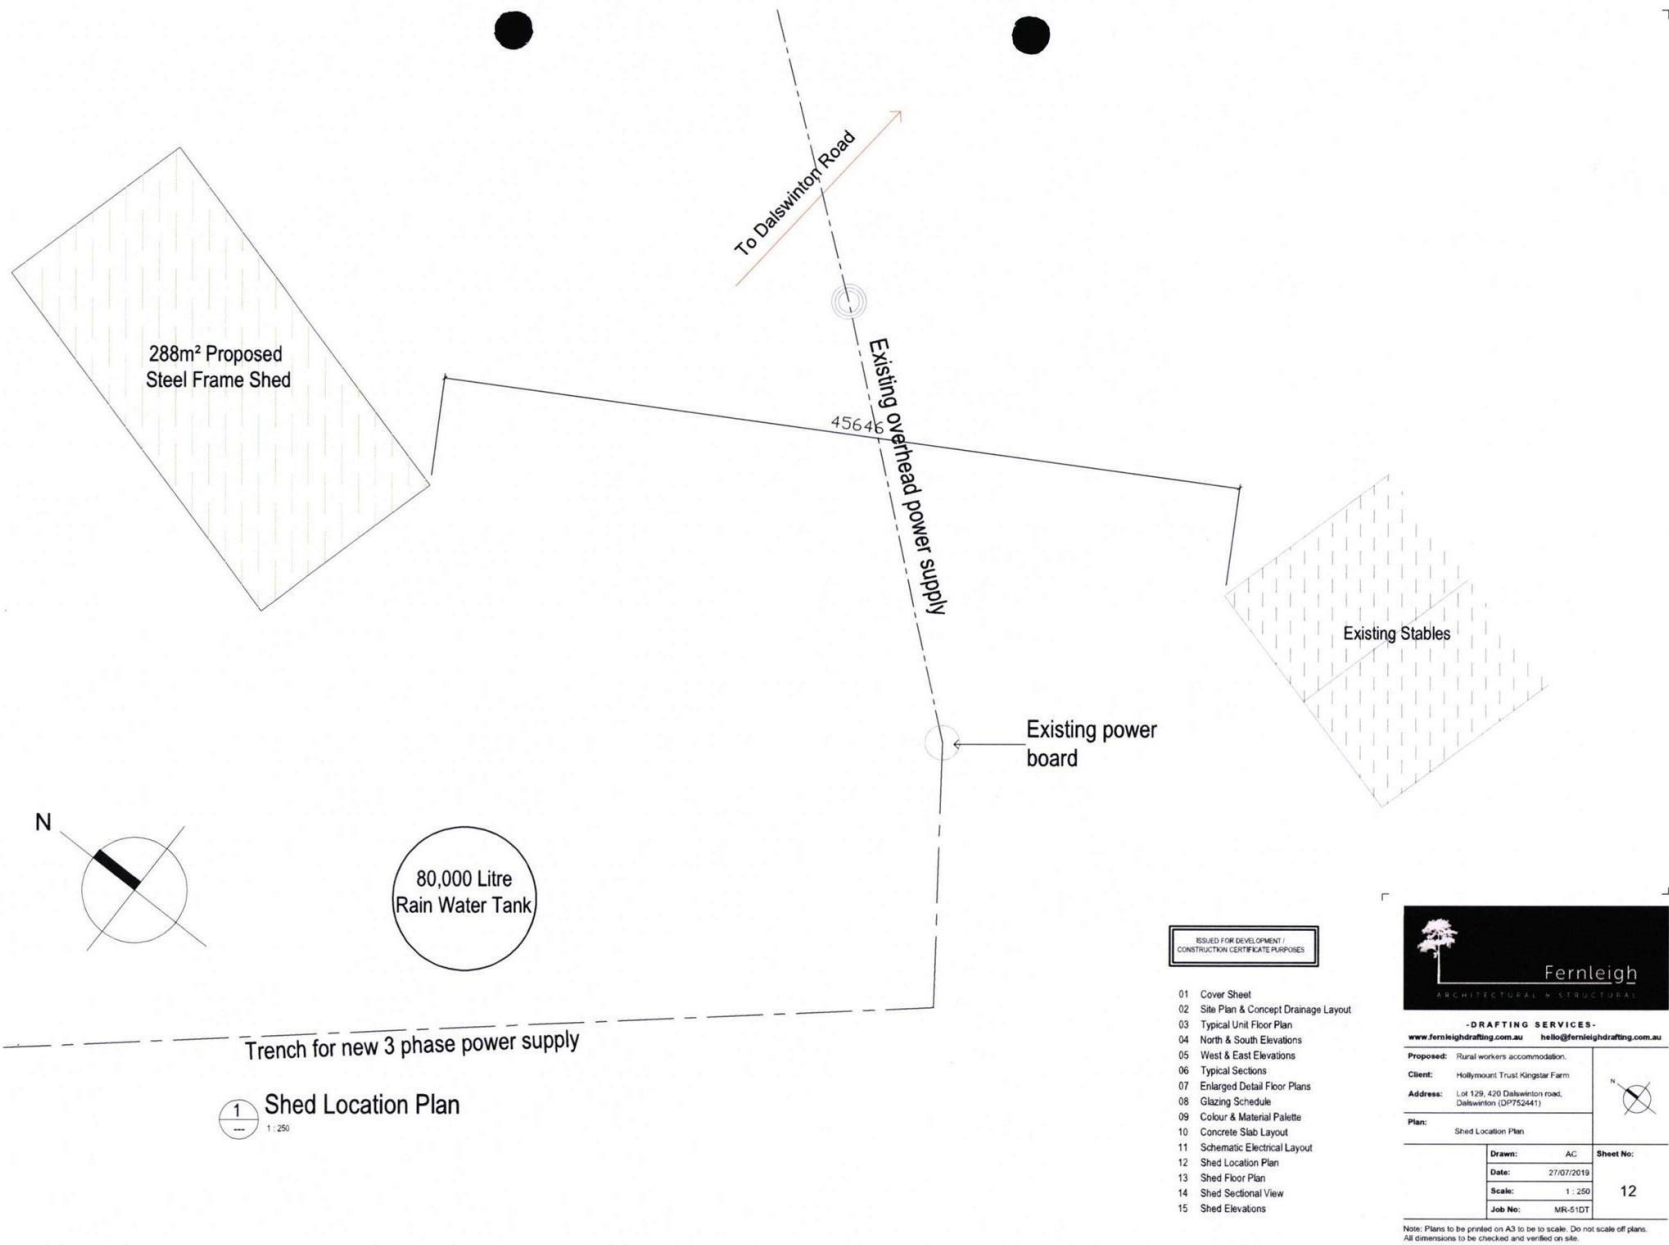 To Dalswinton Road
288m² Proposed
Steel Frame Shed
Existing overhead power supply
45646
Existing Stables
Existing power
board
N
80,000 Litre
Rain Water Tank
Trench for new 3 phase power supply
1
---
Shed Location Plan
1 : 250
ISSUED FOR DEVELOPMENT /
CONSTRUCTION CERTIFICATE PURPOSES
01 Cover Sheet
02 Site Plan & Concept Drainage Layout
03 Typical Unit Floor Plan
04 North & South Elevations
05 West & East Elevations
06 Typical Sections
07 Enlarged Detail Floor Plans
08 Glazing Schedule
09 Colour & Material Palette
10 Concrete Slab Layout
11 Schematic Electrical Layout
12 Shed Location Plan
13 Shed Floor Plan
14 Shed Sectional View
15 Shed Elevations
Fernleigh
ARCHITECTURAL & STRUCTURAL
-DRAFTING SERVICES-
www.fernleighdrafting.com.au hello@fernleighdrafting.com.au
Proposed: Rural workers accommodation.
Client: Hollymount Trust Kingstar Farm
Address: Lot 129, 420 Dalswinton road,
Dalswinton (DP752441)
N
Plan:
Shed Location Plan
Drawn: AC
Date: 27/07/2019
Scale: 1 : 250
Job No: MR-51DT
Sheet No:
12
Note: Plans to be printed on A3 to be to scale. Do not scale off plans.
All dimensions to be checked and verified on site.